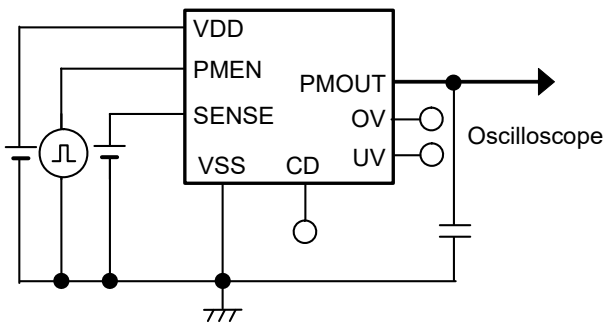 VDD
PMEN
PMOUT
SENSE
OV
Oscilloscope
UV
VSS
CD